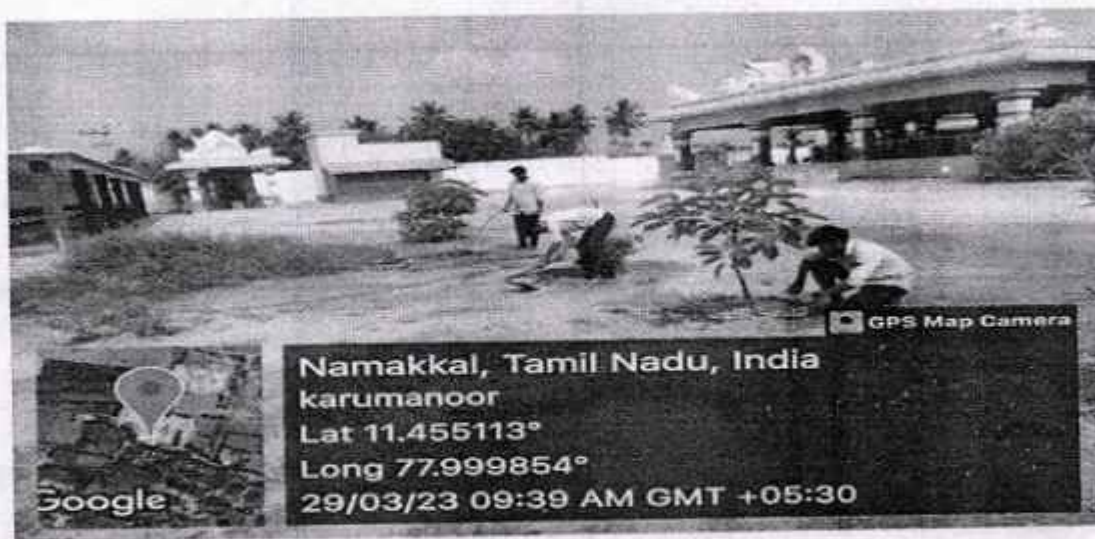 GPS Map Camera
Namakkal, Tamil Nadu, India
karumanoor
Lat 11.455113°
Long 77.999854°
29/03/23 09:39 AM GMT +05:30
Google